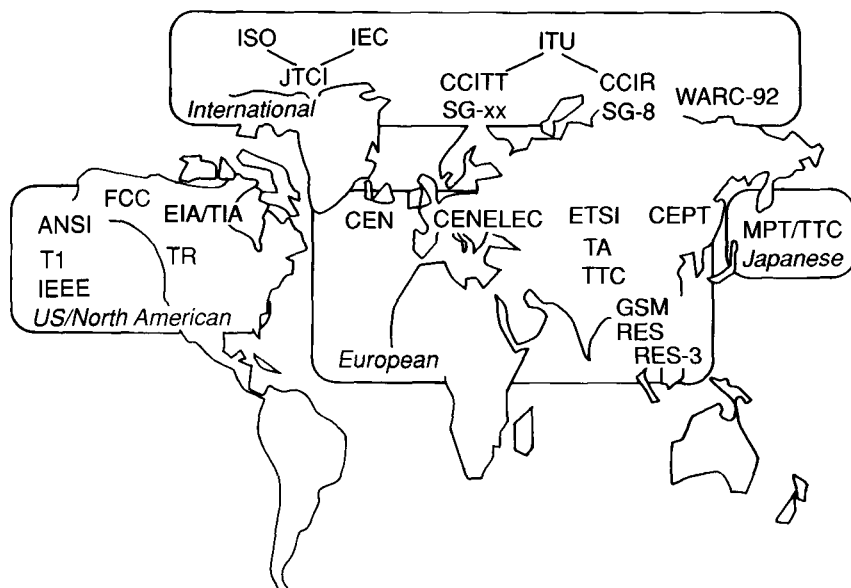 ISO IEC ITU
JTCI CCITT CCIR WARC-92
International SG-xx SG-8
FCC EIA/TIA CEN CENELEC ETSI CEPT
ANSI MPT/TTC
T1 TR TA Japanese
IEEE TTC
US/North American GSM
RES
European RES-3